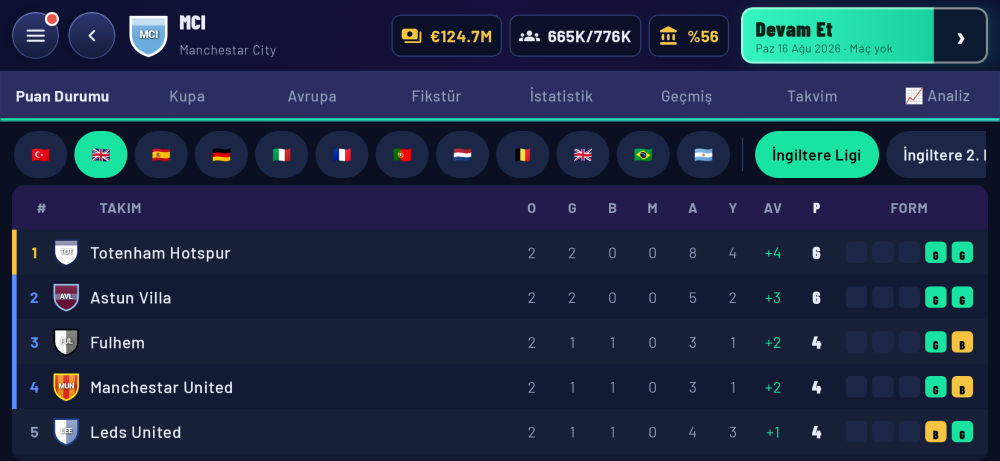 MCI
MCI
Manchestar City
€124.7M
665K/776K
%56
Devam Et
Paz 16 Ağu 2026 · Maç yok
Puan Durumu Kupa Avrupa Fikstür İstatistik Geçmiş Takvim Analiz
İngiltere Ligi İngiltere 2. l
# TAKIM O G B M A Y AV P FORM
1 TOT Totenham Hotspur 2 2 0 0 8 4 +4 6 G G
2 AVL Astun Villa 2 2 0 0 5 2 +3 6 G G
3 FUL Fulhem 2 1 1 0 3 1 +2 4 G B
4 MUN Manchestar United 2 1 1 0 3 1 +2 4 G B
5 LEE Leds United 2 1 1 0 4 3 +1 4 B G